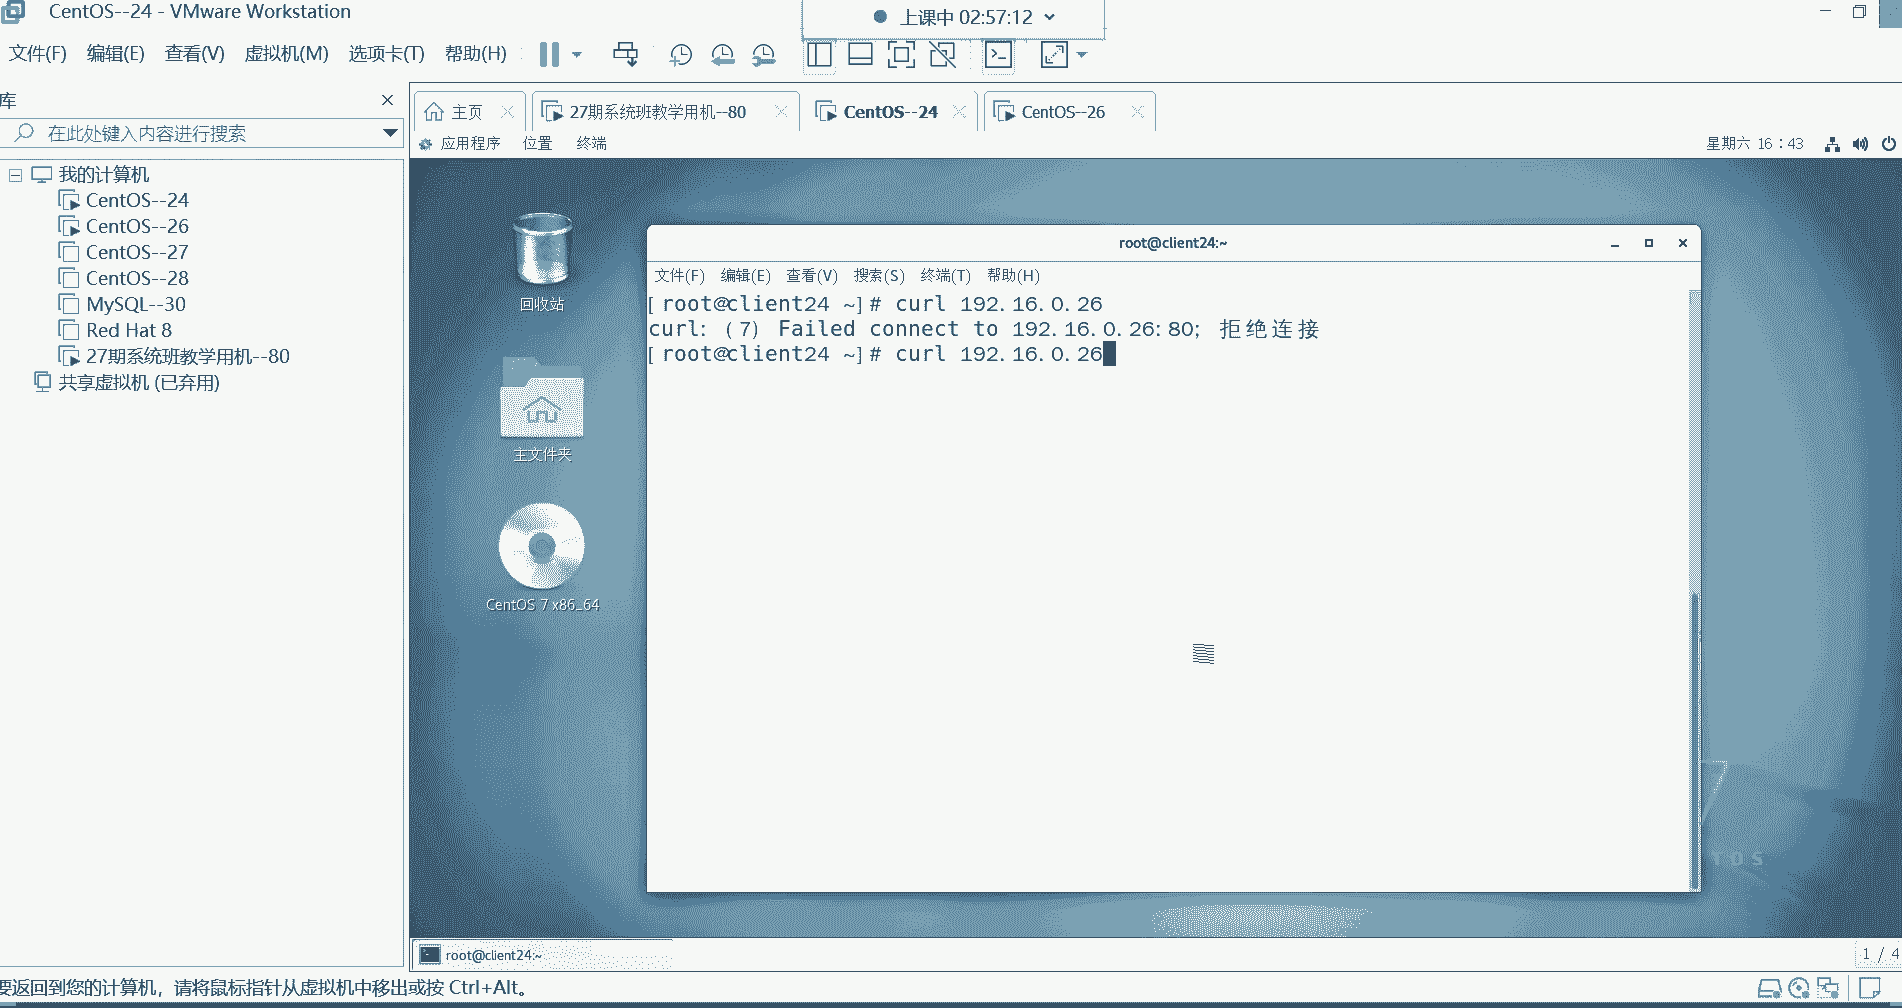 CentOS--24 - VMware Workstation
上课中 02:57:12
文件(F) 编辑(E) 查看(V) 虚拟机(M) 选项卡(T) 帮助(H)
库
在此处键入内容进行搜索
我的计算机
CentOS--24
CentOS--26
CentOS--27
CentOS--28
MySQL--30
Red Hat 8
27期系统班教学用机--80
共享虚拟机 (已弃用)
主页 27期系统班教学用机--80 CentOS--24 CentOS--26
应用程序 位置 终端 星期六 16:43
回收站
主文件夹
CentOS 7 x86_64
root@client24:~
文件(F) 编辑(E) 查看(V) 搜索(S) 终端(T) 帮助(H)
[root@client24 ~]# curl 192.16.0.26
curl: (7) Failed connect to 192.16.0.26:80; 拒绝连接
[root@client24 ~]# curl 192.16.0.26
7
TOS
root@client24:~ 1 / 4
要返回到您的计算机，请将鼠标指针从虚拟机中移出或按 Ctrl+Alt。